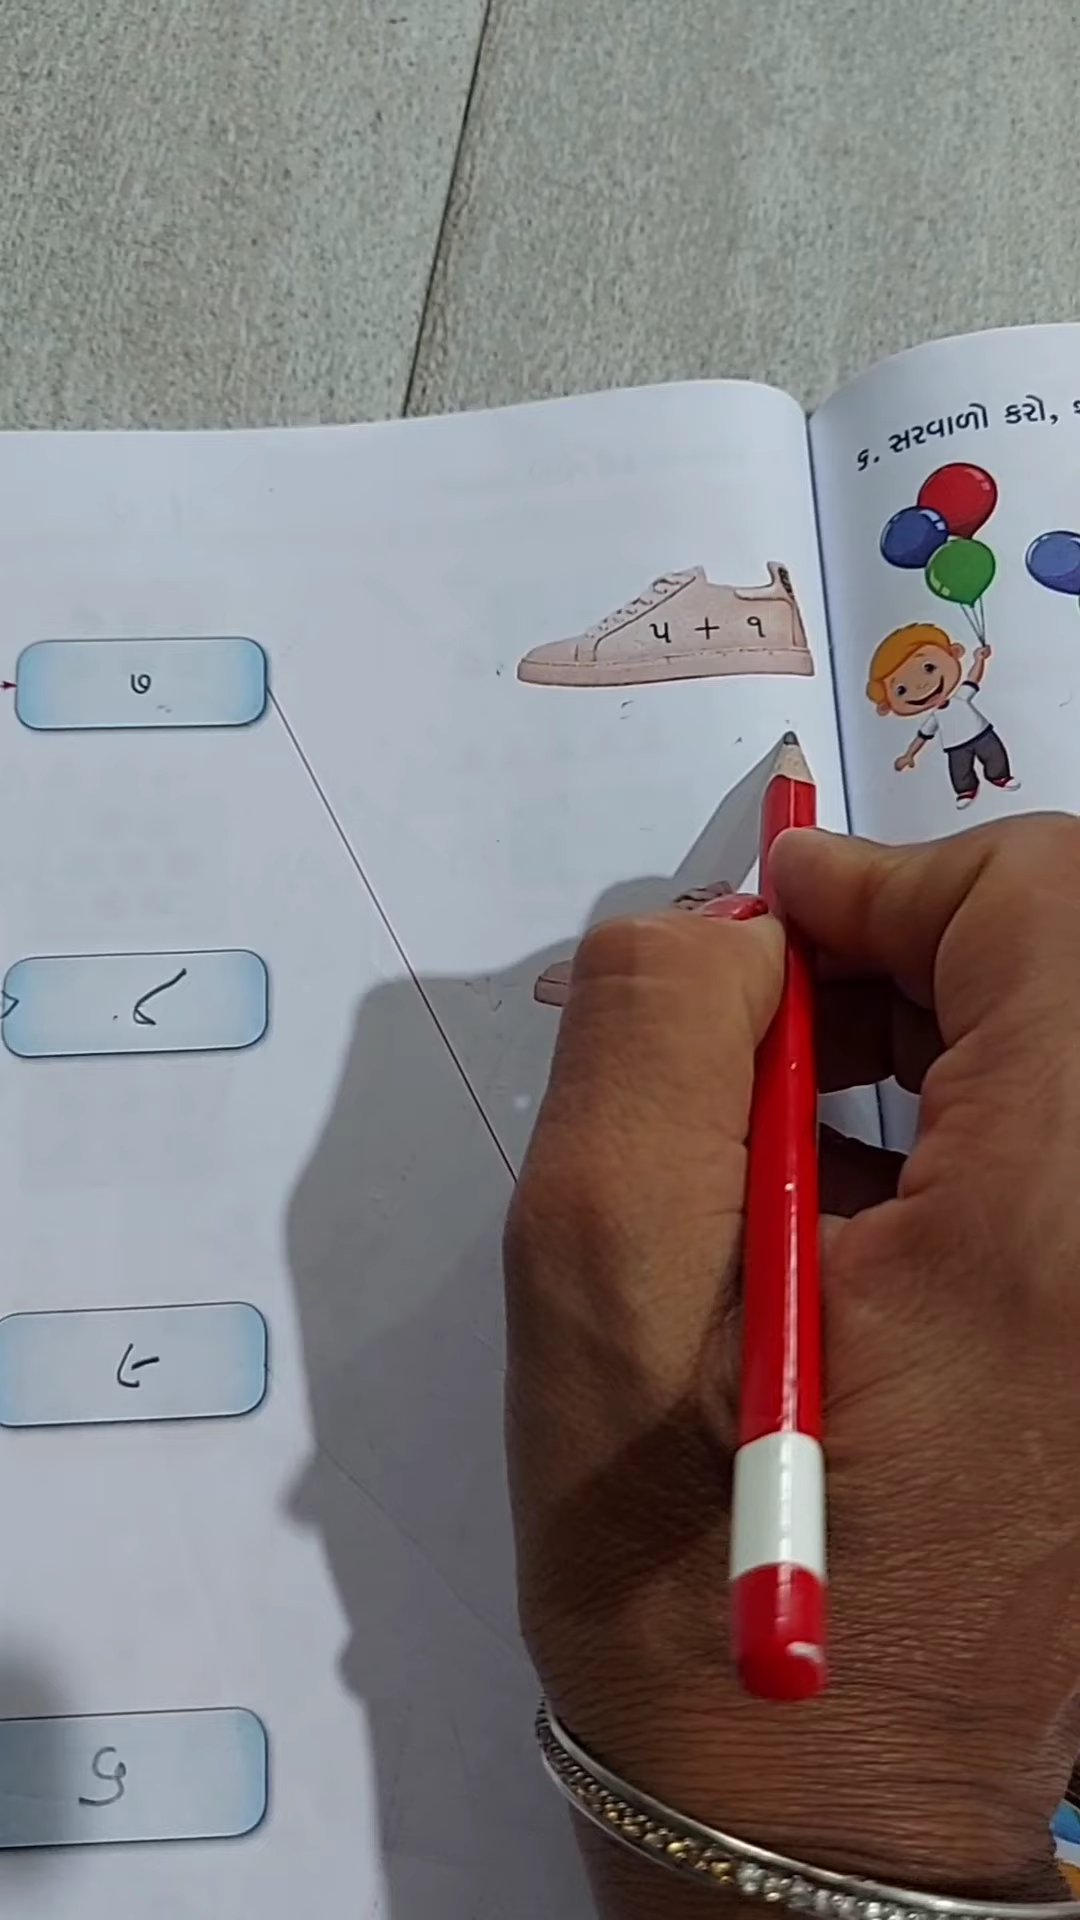 ૬. સરવાળો કરો,
૫ + ૧
૭
૮
૯
૬